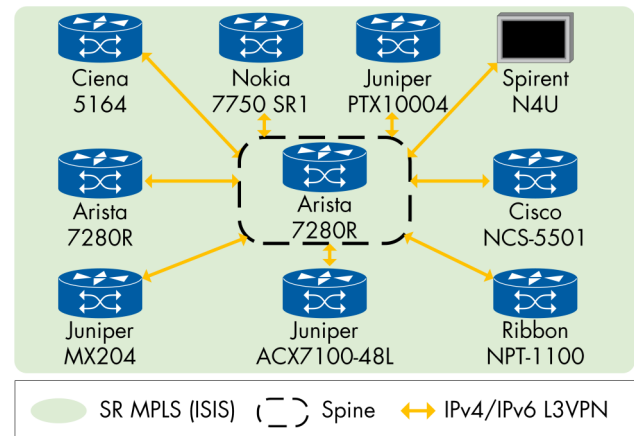 Ciena
5164
Nokia
7750 SR1
Juniper
PTX10004
Spirent
N4U
Arista
7280R
Arista
7280R
Cisco
NCS-5501
Juniper
MX204
Juniper
ACX7100-48L
Ribbon
NPT-1100
SR MPLS (ISIS)
Spine
IPv4/IPv6 L3VPN